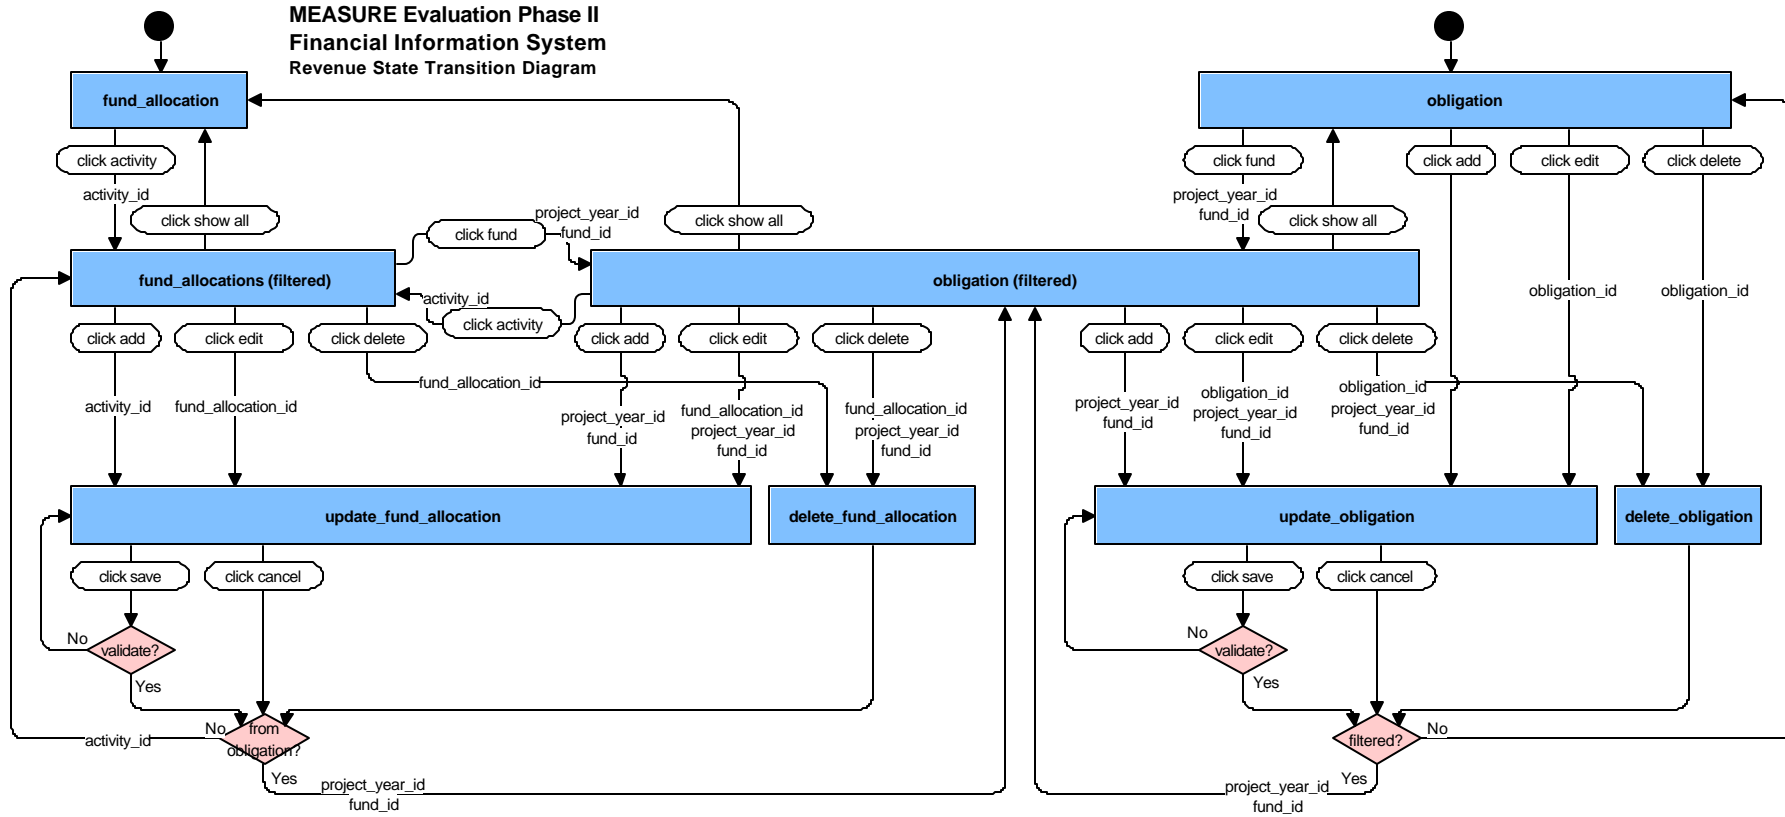 MEASURE Evaluation Phase II
Financial Information System
Revenue State Transition Diagram
fund_allocation
obligation
click activity
click fund
click add
click edit
click delete
activity_id
project_year_id
fund_id
click show all
click fund
project_year_id
fund_id
click show all
click show all
fund_allocations (filtered)
obligation (filtered)
obligation_id
obligation_id
activity_id
click activity
click add
click edit
click delete
click add
click edit
click delete
click add
click edit
click delete
fund_allocation_id
activity_id
fund_allocation_id
project_year_id
fund_id
fund_allocation_id
project_year_id
fund_id
fund_allocation_id
project_year_id
fund_id
project_year_id
fund_id
obligation_id
project_year_id
fund_id
obligation_id
project_year_id
fund_id
update_fund_allocation
delete_fund_allocation
update_obligation
delete_obligation
click save
click cancel
click save
click cancel
No
validate?
Yes
No
validate?
Yes
activity_id
No
from
obligation?
Yes
project_year_id
fund_id
filtered?
No
Yes
project_year_id
fund_id